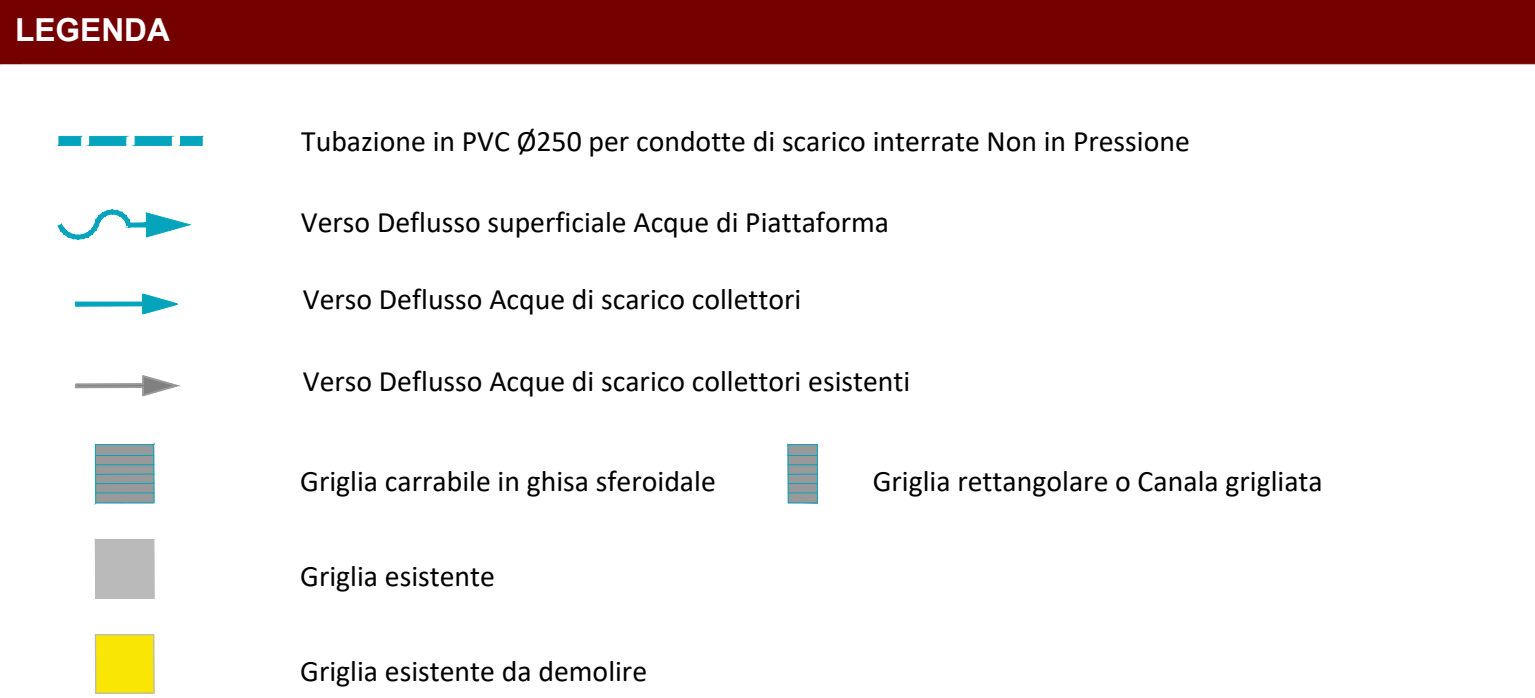 LEGENDA
Tubazione in PVC Ø250 per condotte di scarico interrate Non in Pressione
Verso Deflusso superficiale Acque di Piattaforma
Verso Deflusso Acque di scarico collettori
Verso Deflusso Acque di scarico collettori esistenti
Griglia carrabile in ghisa sferoidale
Griglia rettangolare o Canala grigliata
Griglia esistente
Griglia esistente da demolire